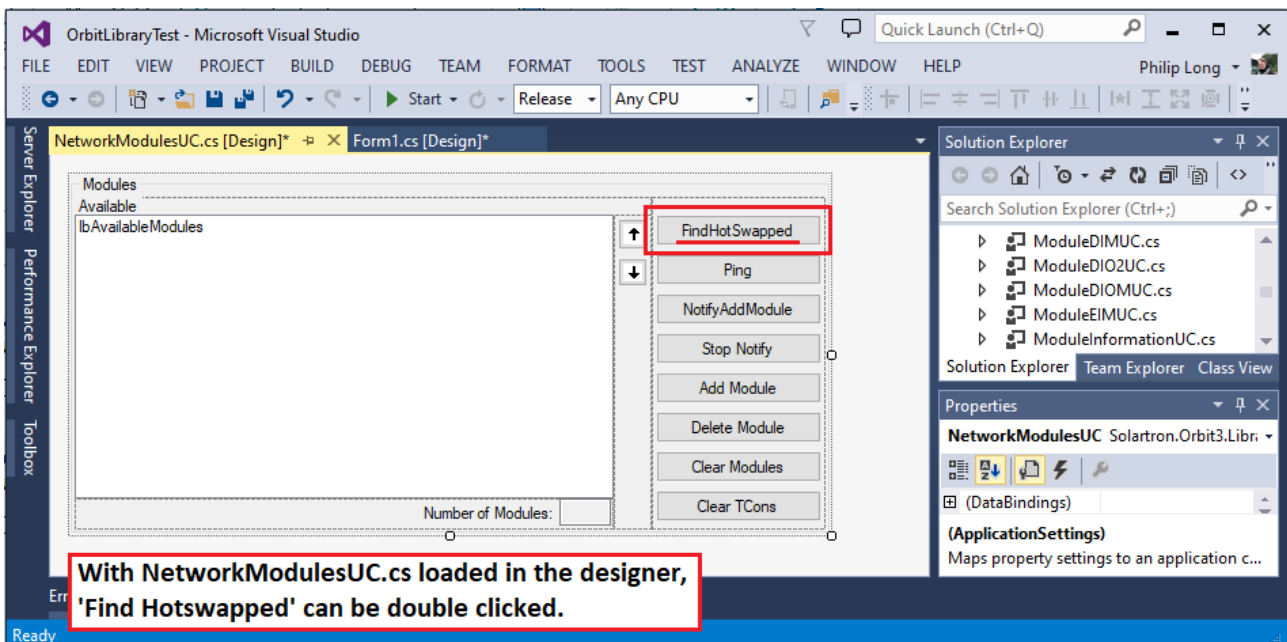 OrbitLibraryTest - Microsoft Visual Studio
Quick Launch (Ctrl+Q)
FILE EDIT VIEW PROJECT BUILD DEBUG TEAM FORMAT TOOLS TEST ANALYZE WINDOW HELP
Philip Long
Start
Release
Any CPU
Server Explorer
Performance Explorer
Toolbox
NetworkModulesUC.cs [Design]*
Form1.cs [Design]*
Modules
Available
lbAvailableModules
FindHotSwapped
Ping
NotifyAddModule
Stop Notify
Add Module
Delete Module
Clear Modules
Clear TCons
Number of Modules:
Solution Explorer
Search Solution Explorer (Ctrl+;)
ModuleDIMUC.cs
ModuleDIO2UC.cs
ModuleDIOMUC.cs
ModuleEIMUC.cs
ModuleInformationUC.cs
Solution Explorer Team Explorer Class View
Properties
NetworkModulesUC Solartron.Orbit3.Libr
(DataBindings)
(ApplicationSettings)
Maps property settings to an application c...
With NetworkModulesUC.cs loaded in the designer,
'Find Hotswapped' can be double clicked.
Ready